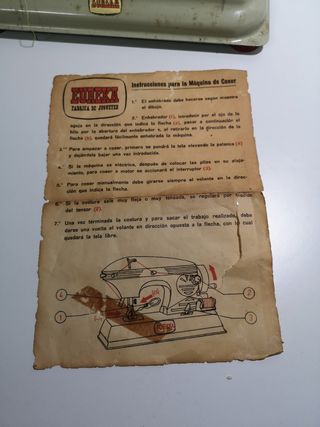 EUREKA
EUREKA
FABRICA DE JUGUETES
Instrucciones para la Máquina de Coser
1.º El enhebrado debe hacerse según muestra
el dibujo.
2.º Enhebrador (1), introducir por el ojo de la
aguja en la dirección que indica la flecha (a), pasar a continuación el
hilo por la abertura del enhebrador e, al retirarlo en la dirección de la
flecha (b), quedará fácilmente enhebrada la máquina.
3.º Para empezar a coser, primero se pondrá la tela elevando la palanca (4)
y dejándola bajar una vez introducida.
4.º Si la máquina es eléctrica, después de colocar las pilas en su aloja-
miento, para coser o meter se accionará el interruptor (3).
5.º Para coser manualmente debe girarse siempre el volante en la direc-
ción que indica la flecha.
6.º Si la costura sale muy floja o muy tensada, se regulará por medio
del tensor (2).
7.º Una vez terminada la costura y para sacar el trabajo realizado, debe
darse una vuelta al volante en dirección opuesta a la flecha, con lo cual
quedará la tela libre.
4
2
1
3